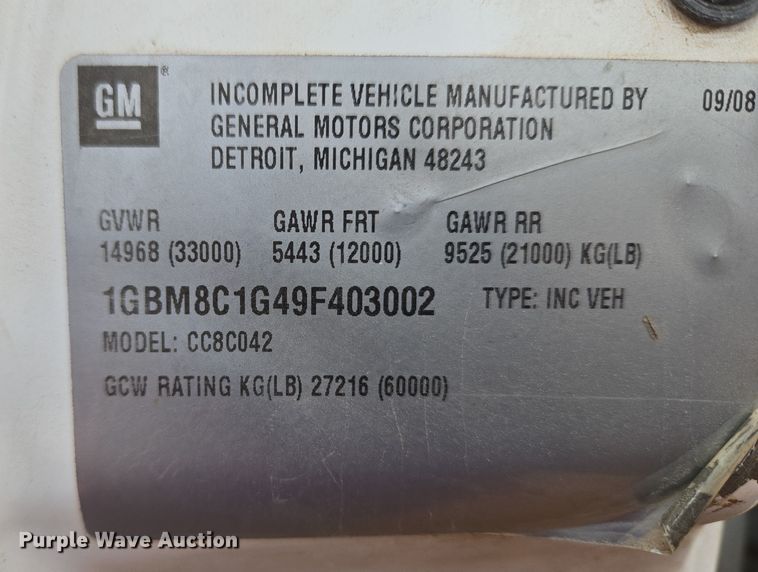 GM ® INCOMPLETE VEHICLE MANUFACTURED BY 09/08
GENERAL MOTORS CORPORATION
DETROIT, MICHIGAN 48243
GVWR GAWR FRT GAWR RR
14968 (33000) 5443 (12000) 9525 (21000) KG(LB)
1GBM8C1G49F403002 TYPE: INC VEH
MODEL: CC8C042
GCW RATING KG(LB) 27216 (60000)
Purple Wave Auction